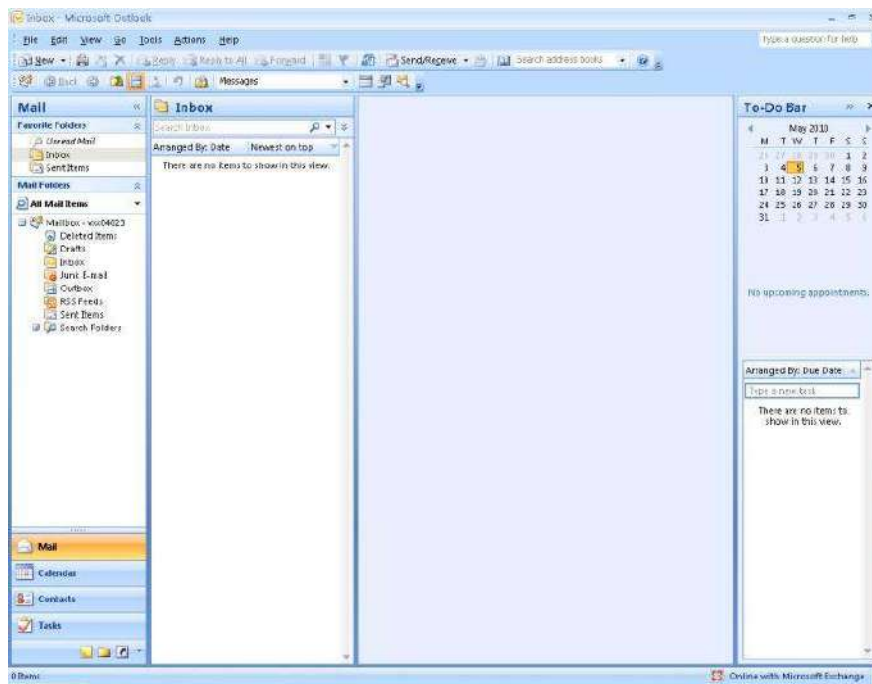 Inbox - Microsoft Outlook
File Edit View Go Tools Actions Help
Type a question for help
New Reply Reply to All Forward Send/Receive Search address books
Back Messages
Mail
Favorite Folders
Unread Mail
Inbox
Sent Items
Mail Folders
All Mail Items
Mailbox -
Deleted Items
Drafts
Inbox
Junk E-mail
Outbox
RSS Feeds
Sent Items
Search Folders
Mail
Calendar
Contacts
Tasks
Inbox
Search Inbox
Arranged By: Date Newest on top
There are no items to show in this view.
To-Do Bar
May 2010
M T W T F S S
26 27 28 29 30 1 2
3 4 5 6 7 8 9
10 11 12 13 14 15 16
17 18 19 20 21 22 23
24 25 26 27 28 29 30
31 1 2 3 4 5 6
No upcoming appointments.
Arranged By: Due Date
Type a new task
There are no items to
show in this view.
0 Items
Online with Microsoft Exchange